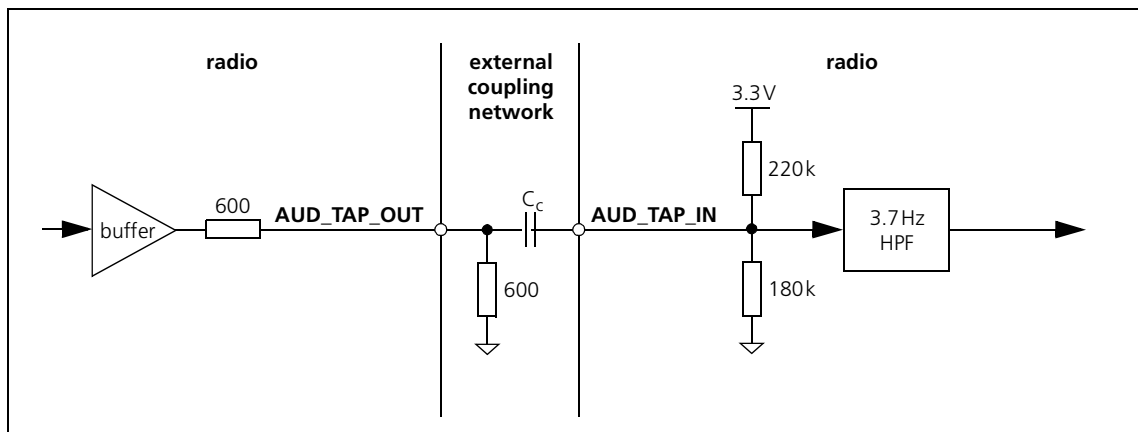 radio
external
coupling
network
radio
3.3V
220k
buffer
600
AUD_TAP_OUT
Cc
AUD_TAP_IN
3.7Hz
HPF
600
180k